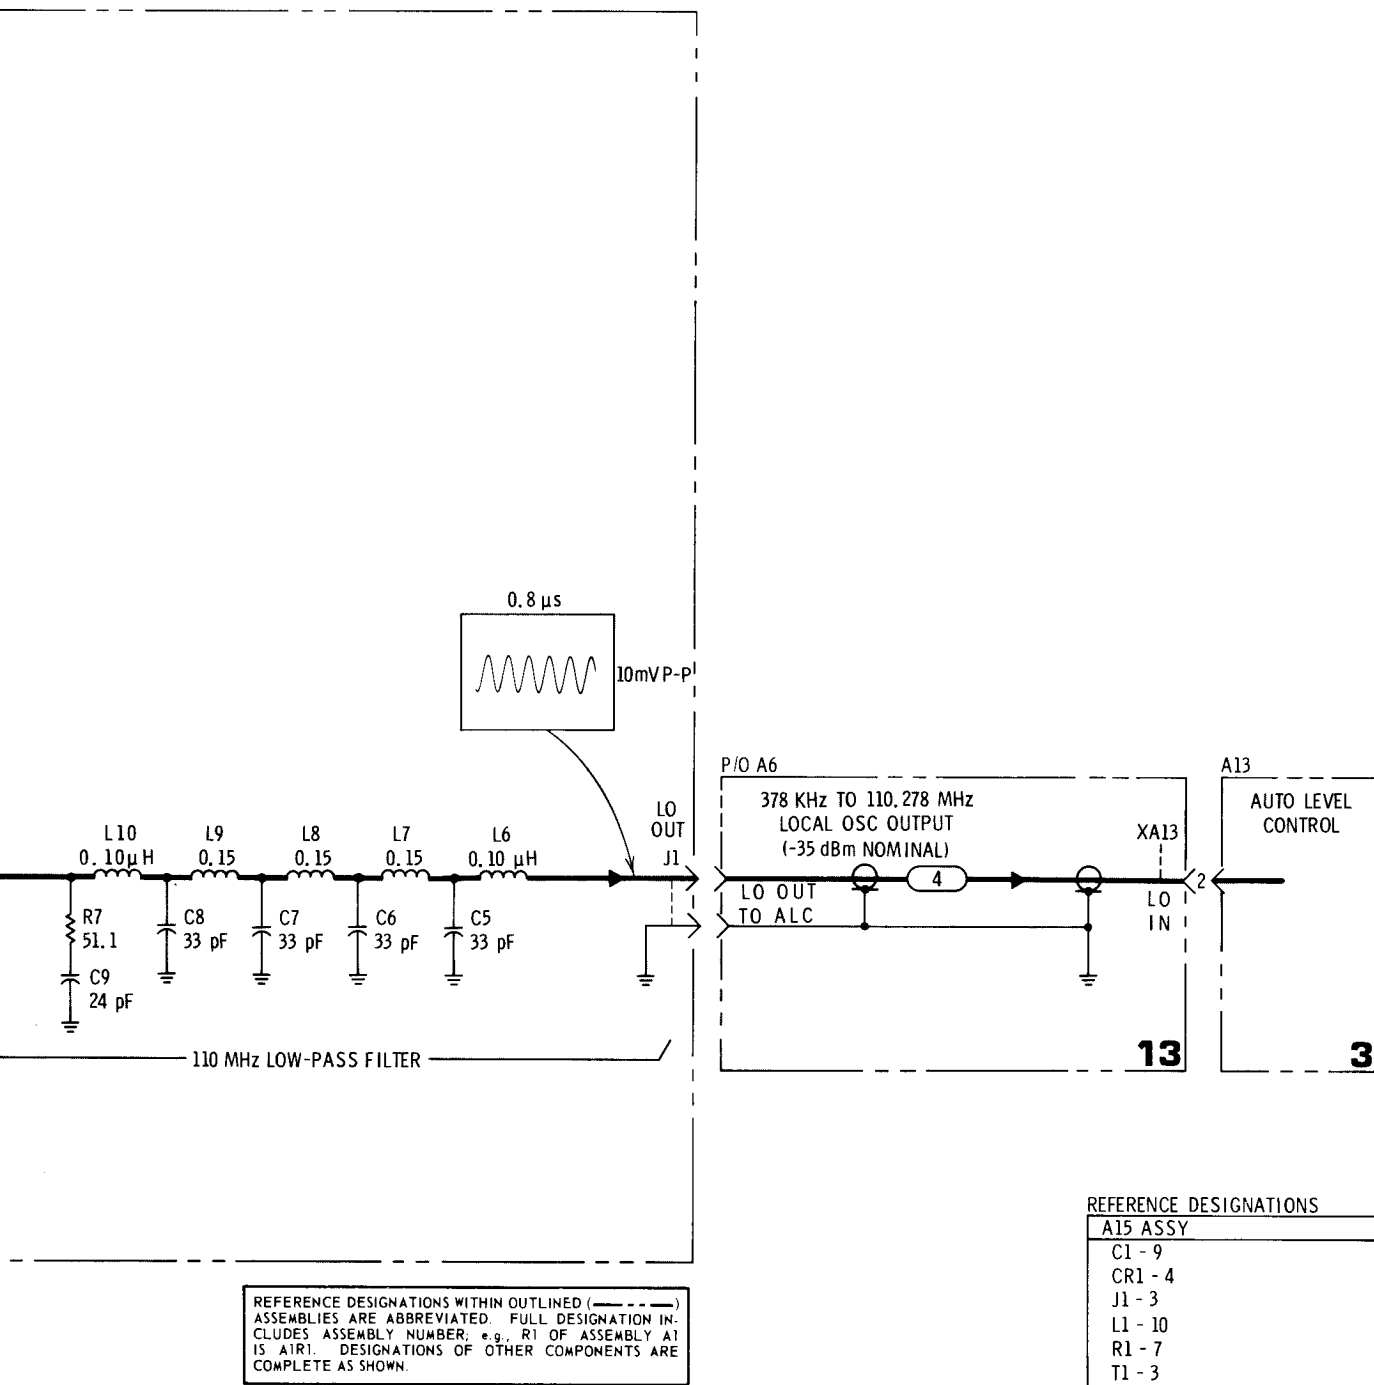 0.8 µs
10mV P-P
P/O A6
A13
378 KHz TO 110.278 MHz
LOCAL OSC OUTPUT
(-35 dBm NOMINAL)
AUTO LEVEL
CONTROL
LO
OUT
J1
XA13
L10
0.10µH
L9
0.15
L8
0.15
L7
0.15
L6
0.10 µH
4
2
LO OUT
TO ALC
LO
IN
R7
51.1
C8
33 pF
C7
33 pF
C6
33 pF
C5
33 pF
C9
24 pF
110 MHz LOW-PASS FILTER
13
3
REFERENCE DESIGNATIONS
A15 ASSY
C1 - 9
CR1 - 4
J1 - 3
L1 - 10
R1 - 7
T1 - 3
REFERENCE DESIGNATIONS WITHIN OUTLINED (—--—)
ASSEMBLIES ARE ABBREVIATED. FULL DESIGNATION IN-
CLUDES ASSEMBLY NUMBER; e.g., R1 OF ASSEMBLY A1
IS A1R1. DESIGNATIONS OF OTHER COMPONENTS ARE
COMPLETE AS SHOWN.